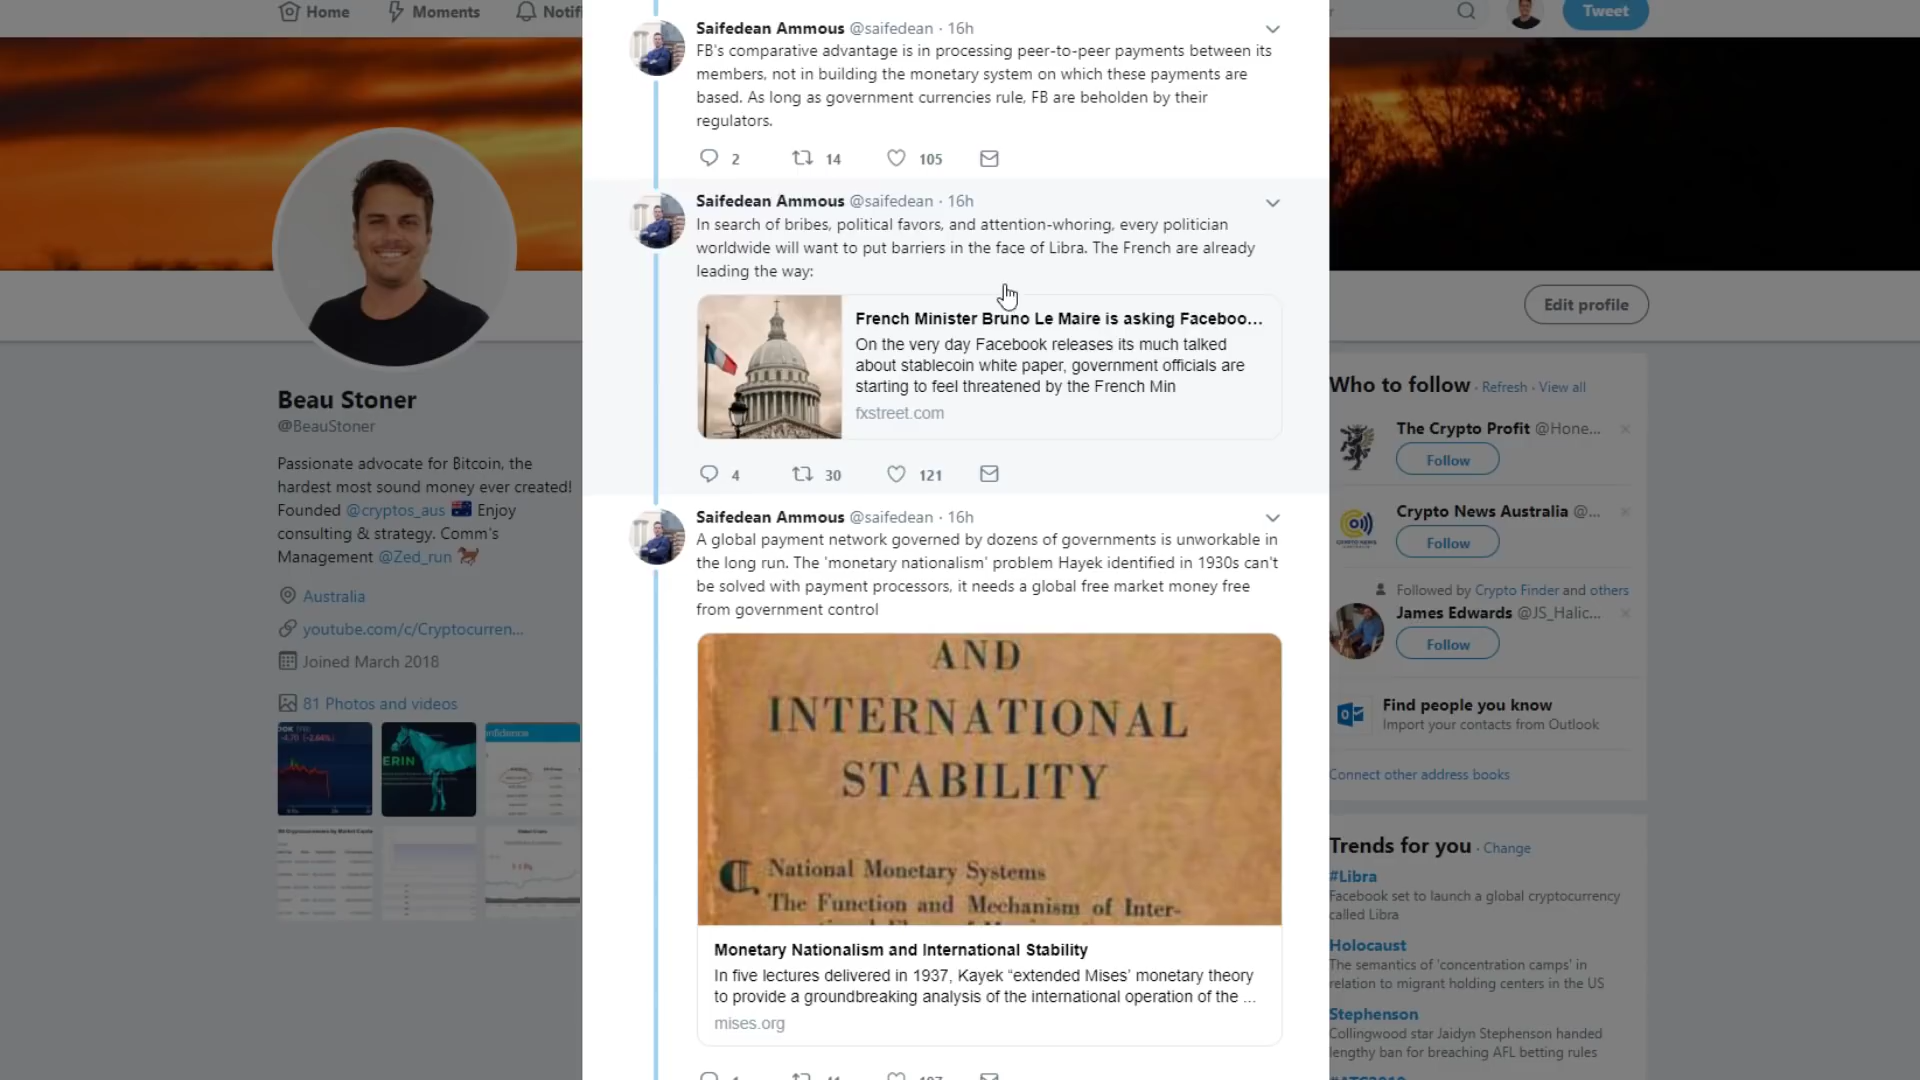 Home
Moments
Notifi
Tweet
Saifedean Ammous @saifedean · 16h
FB's comparative advantage is in processing peer-to-peer payments between its
members, not in building the monetary system on which these payments are
based. As long as government currencies rule, FB are beholden by their
regulators.
2 14 105
Saifedean Ammous @saifedean · 16h
In search of bribes, political favors, and attention-whoring, every politician
worldwide will want to put barriers in the face of Libra. The French are already
leading the way:
French Minister Bruno Le Maire is asking Faceboo...
On the very day Facebook releases its much talked
about stablecoin white paper, government officials are
starting to feel threatened by the French Min
fxstreet.com
4 30 121
Saifedean Ammous @saifedean · 16h
A global payment network governed by dozens of governments is unworkable in
the long run. The 'monetary nationalism' problem Hayek identified in 1930s can't
be solved with payment processors, it needs a global free market money free
from government control
AND
INTERNATIONAL
STABILITY
National Monetary Systems
The Function and Mechanism of Inter-
Monetary Nationalism and International Stability
In five lectures delivered in 1937, Kayek “extended Mises’ monetary theory
to provide a groundbreaking analysis of the international operation of the ...
mises.org
Beau Stoner
@BeauStoner
Passionate advocate for Bitcoin, the
hardest most sound money ever created!
Founded @cryptos_aus Enjoy
consulting & strategy. Comm's
Management @Zed_run
Australia
youtube.com/c/Cryptocurren...
Joined March 2018
81 Photos and videos
ERIN
nfidence
Edit profile
Who to follow · Refresh · View all
The Crypto Profit @Hone...
Follow
Crypto News Australia @...
Follow
Followed by Crypto Finder and others
James Edwards @JS_Halic...
Follow
Find people you know
Import your contacts from Outlook
Connect other address books
Trends for you · Change
#Libra
Facebook set to launch a global cryptocurrency
called Libra
Holocaust
The semantics of 'concentration camps' in
relation to migrant holding centers in the US
Stephenson
Collingwood star Jaidyn Stephenson handed
lengthy ban for breaching AFL betting rules